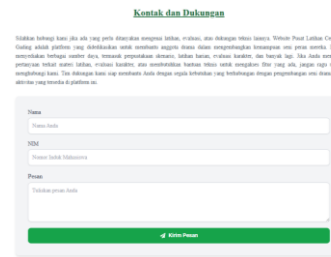 Kontak dan Dukungan
Silahkan hubungi kami jika ada yang perlu ditanyakan mengenai latihan, evaluasi, atau dukungan teknis lainnya. Website Pusat Latihan
Gading adalah platform yang didedikasikan untuk membantu anggota drama dalam mengembangkan kemampuan seni peran mereka.
menyediakan berbagai sumber daya, termasuk perpustakaan skenario, latihan harian, evaluasi karakter, dan banyak lagi. Jika Anda
pertanyaan terkait materi latihan, evaluasi karakter, atau membutuhkan bantuan teknis untuk mengakses fitur yang ada, jangan ragu
menghubungi kami. Tim dukungan kami siap membantu Anda dengan segala kebutuhan yang berhubungan dengan pengembangan seni
aktivitas yang tersedia di platform ini.
Nama
Nama Anda
NIM
Nomor Induk Mahasiswa
Pesan
Tuliskan pesan Anda
Kirim Pesan